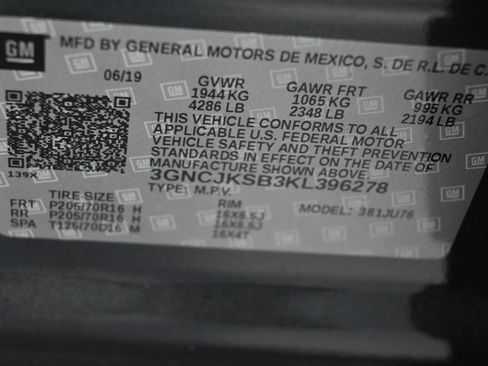 GM MFD BY GENERAL MOTORS DE MEXICO, S. DE R.L. DE C.
06/19 GVWR GAWR FRT GAWR RR
1944 KG 1065 KG 995 KG
4286 LB 2348 LB 2194 LB
THIS VEHICLE CONFORMS TO ALL
APPLICABLE U.S. FEDERAL MOTOR
VEHICLE SAFETY AND THEFT PREVENTION
STANDARDS IN EFFECT ON THE DATE OF
MANUFACTURE SHOWN ABOVE.
3GNCJKSB3KL396278
139X TYPE: M.P.V.
TIRE SIZE RIM MODEL: 381JU76
FRT P205/70R16 H 16X6.5J
RR P205/70R16 H 16X6.5J
SPA T125/70D16 M 16X4T